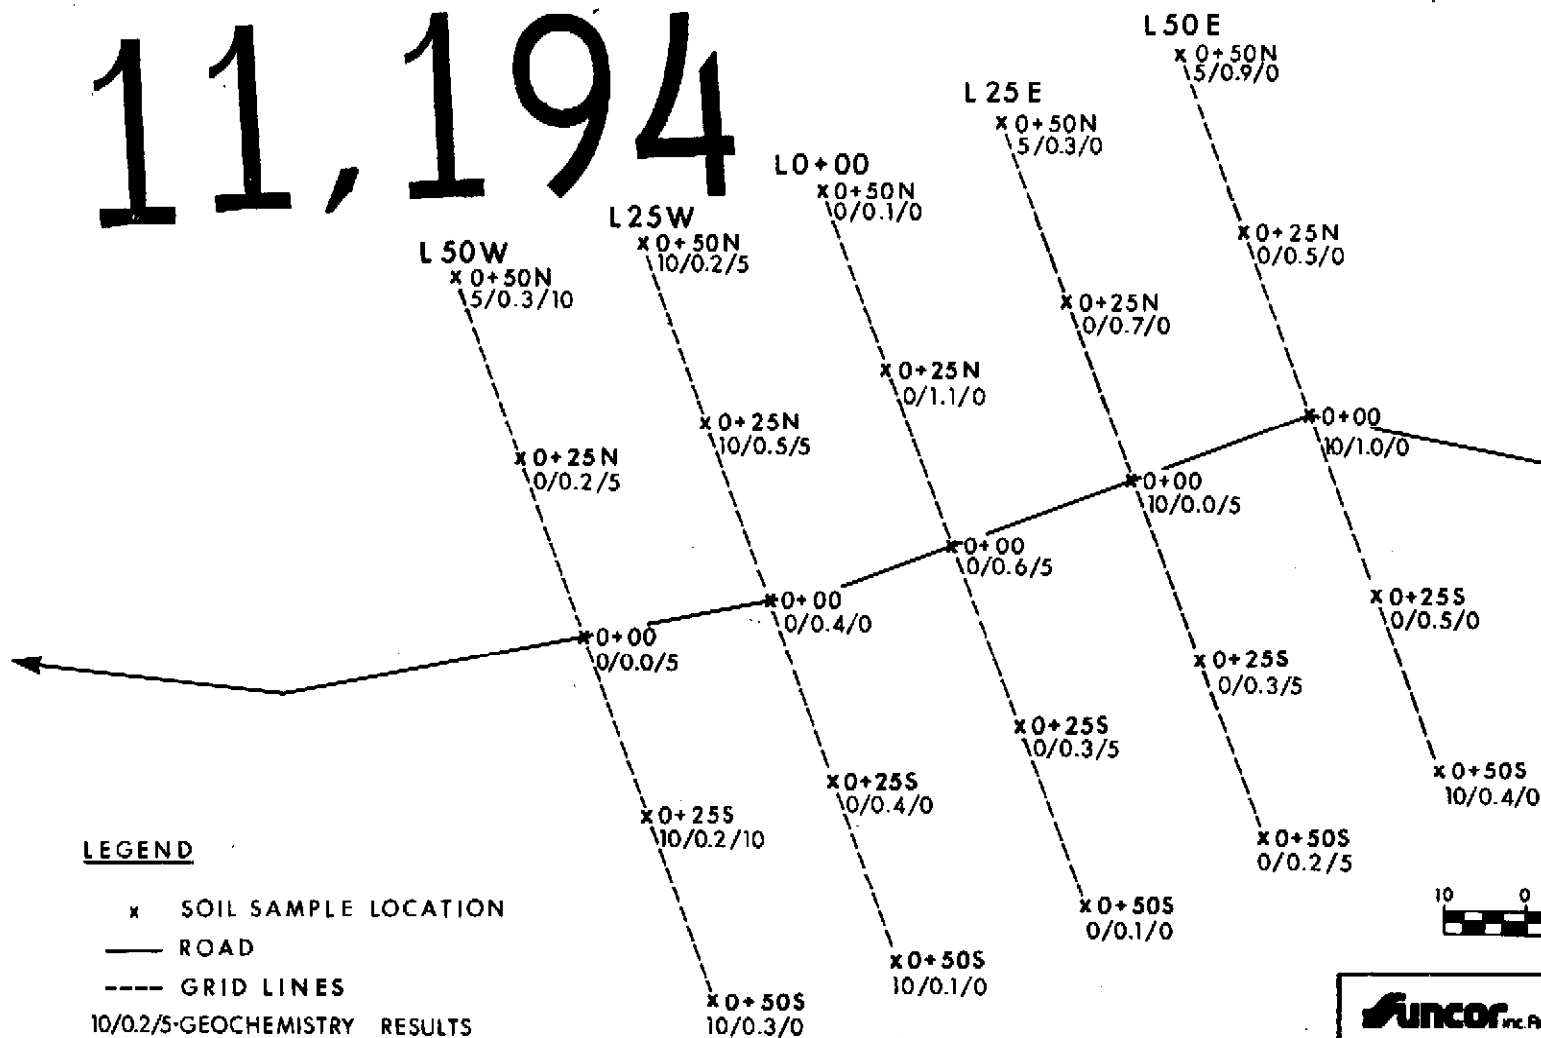 11,194
L 50W
0+50N
5/0.3/10
0+25N
0/0.2/5
0+00
0/0.0/5
0+25S
10/0.2/10
0+50S
10/0.3/0
L 25W
0+50N
10/0.2/5
0+25N
10/0.5/5
0+00
0/0.4/0
0+25S
0/0.4/0
0+50S
10/0.1/0
L0+00
0+50N
0/0.1/0
0+25N
0/1.1/0
0+00
0/0.6/5
0+25S
10/0.3/5
0+50S
0/0.1/0
L 25 E
0+50N
5/0.3/0
0+25N
0/0.7/0
0+00
10/0.0/5
0+25S
0/0.3/5
0+50S
0/0.2/5
L 50 E
0+50N
5/0.9/0
0+25N
0/0.5/0
0+00
10/1.0/0
0+25S
0/0.5/0
0+50S
10/0.4/0
LEGEND
x SOIL SAMPLE LOCATION
ROAD
GRID LINES
10/0.2/5-GEOCHEMISTRY RESULTS
10 0
Suncor inc.